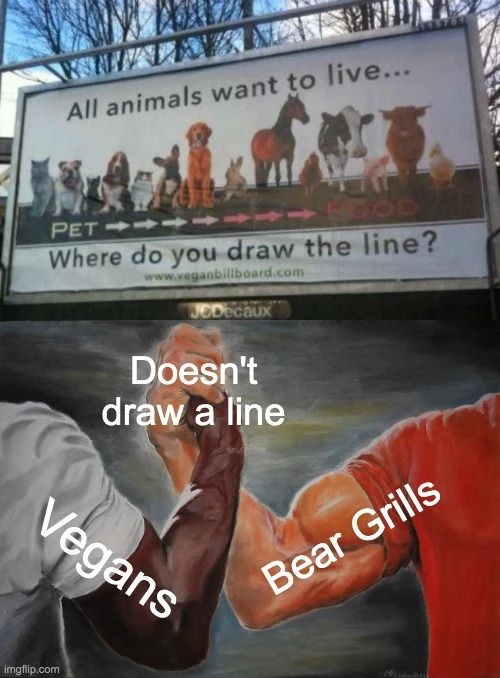 All animals want to live...
PET
FOOD
Where do you draw the line?
www.veganbillboard.com
JCDecaux
Doesn't
draw a line
Vegans
Bear Grills
imgflip.com